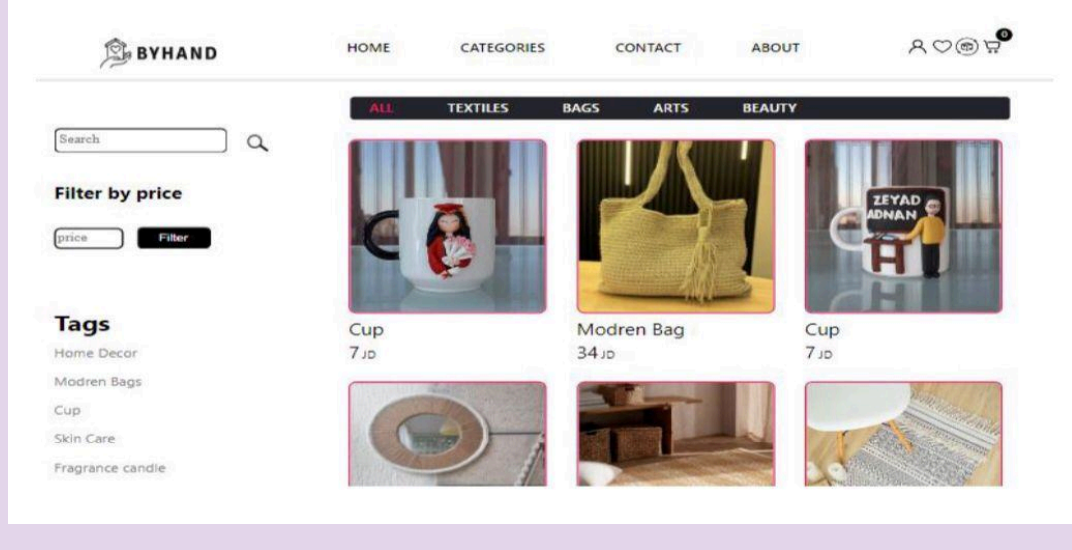 BYHAND
HOME CATEGORIES CONTACT ABOUT
0
ALL TEXTILES BAGS ARTS BEAUTY
Search
Filter by price
price Filter
Tags
Home Decor
Modren Bags
Cup
Skin Care
Fragrance candle
ZEYAD
ADNAN
Cup
7 JD
Modren Bag
34 JD
Cup
7 JD